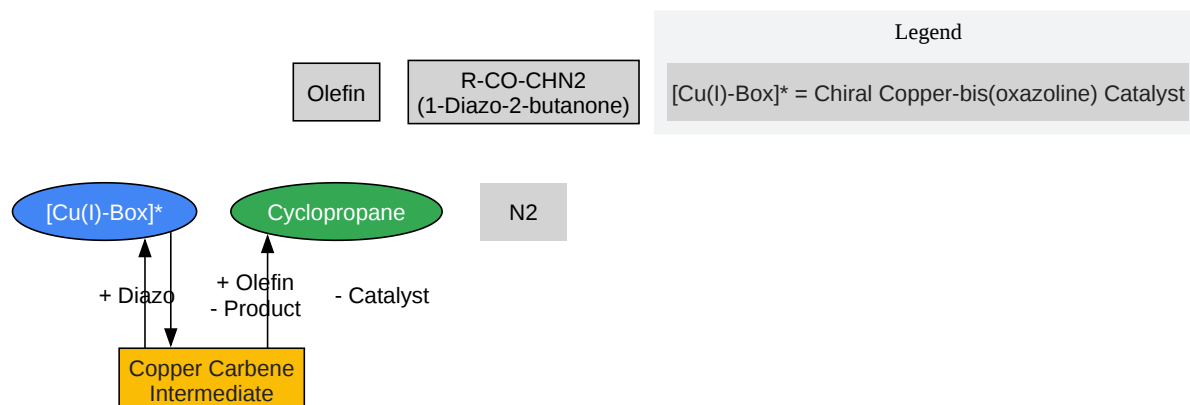 Legend
Olefin
R-CO-CHN2
(1-Diazo-2-butanone)
[Cu(I)-Box]* = Chiral Copper-bis(oxazoline) Catalyst
[Cu(I)-Box]*
Cyclopropane
N2
+ Diazo
+ Olefin
- Product
- Catalyst
Copper Carbene
Intermediate